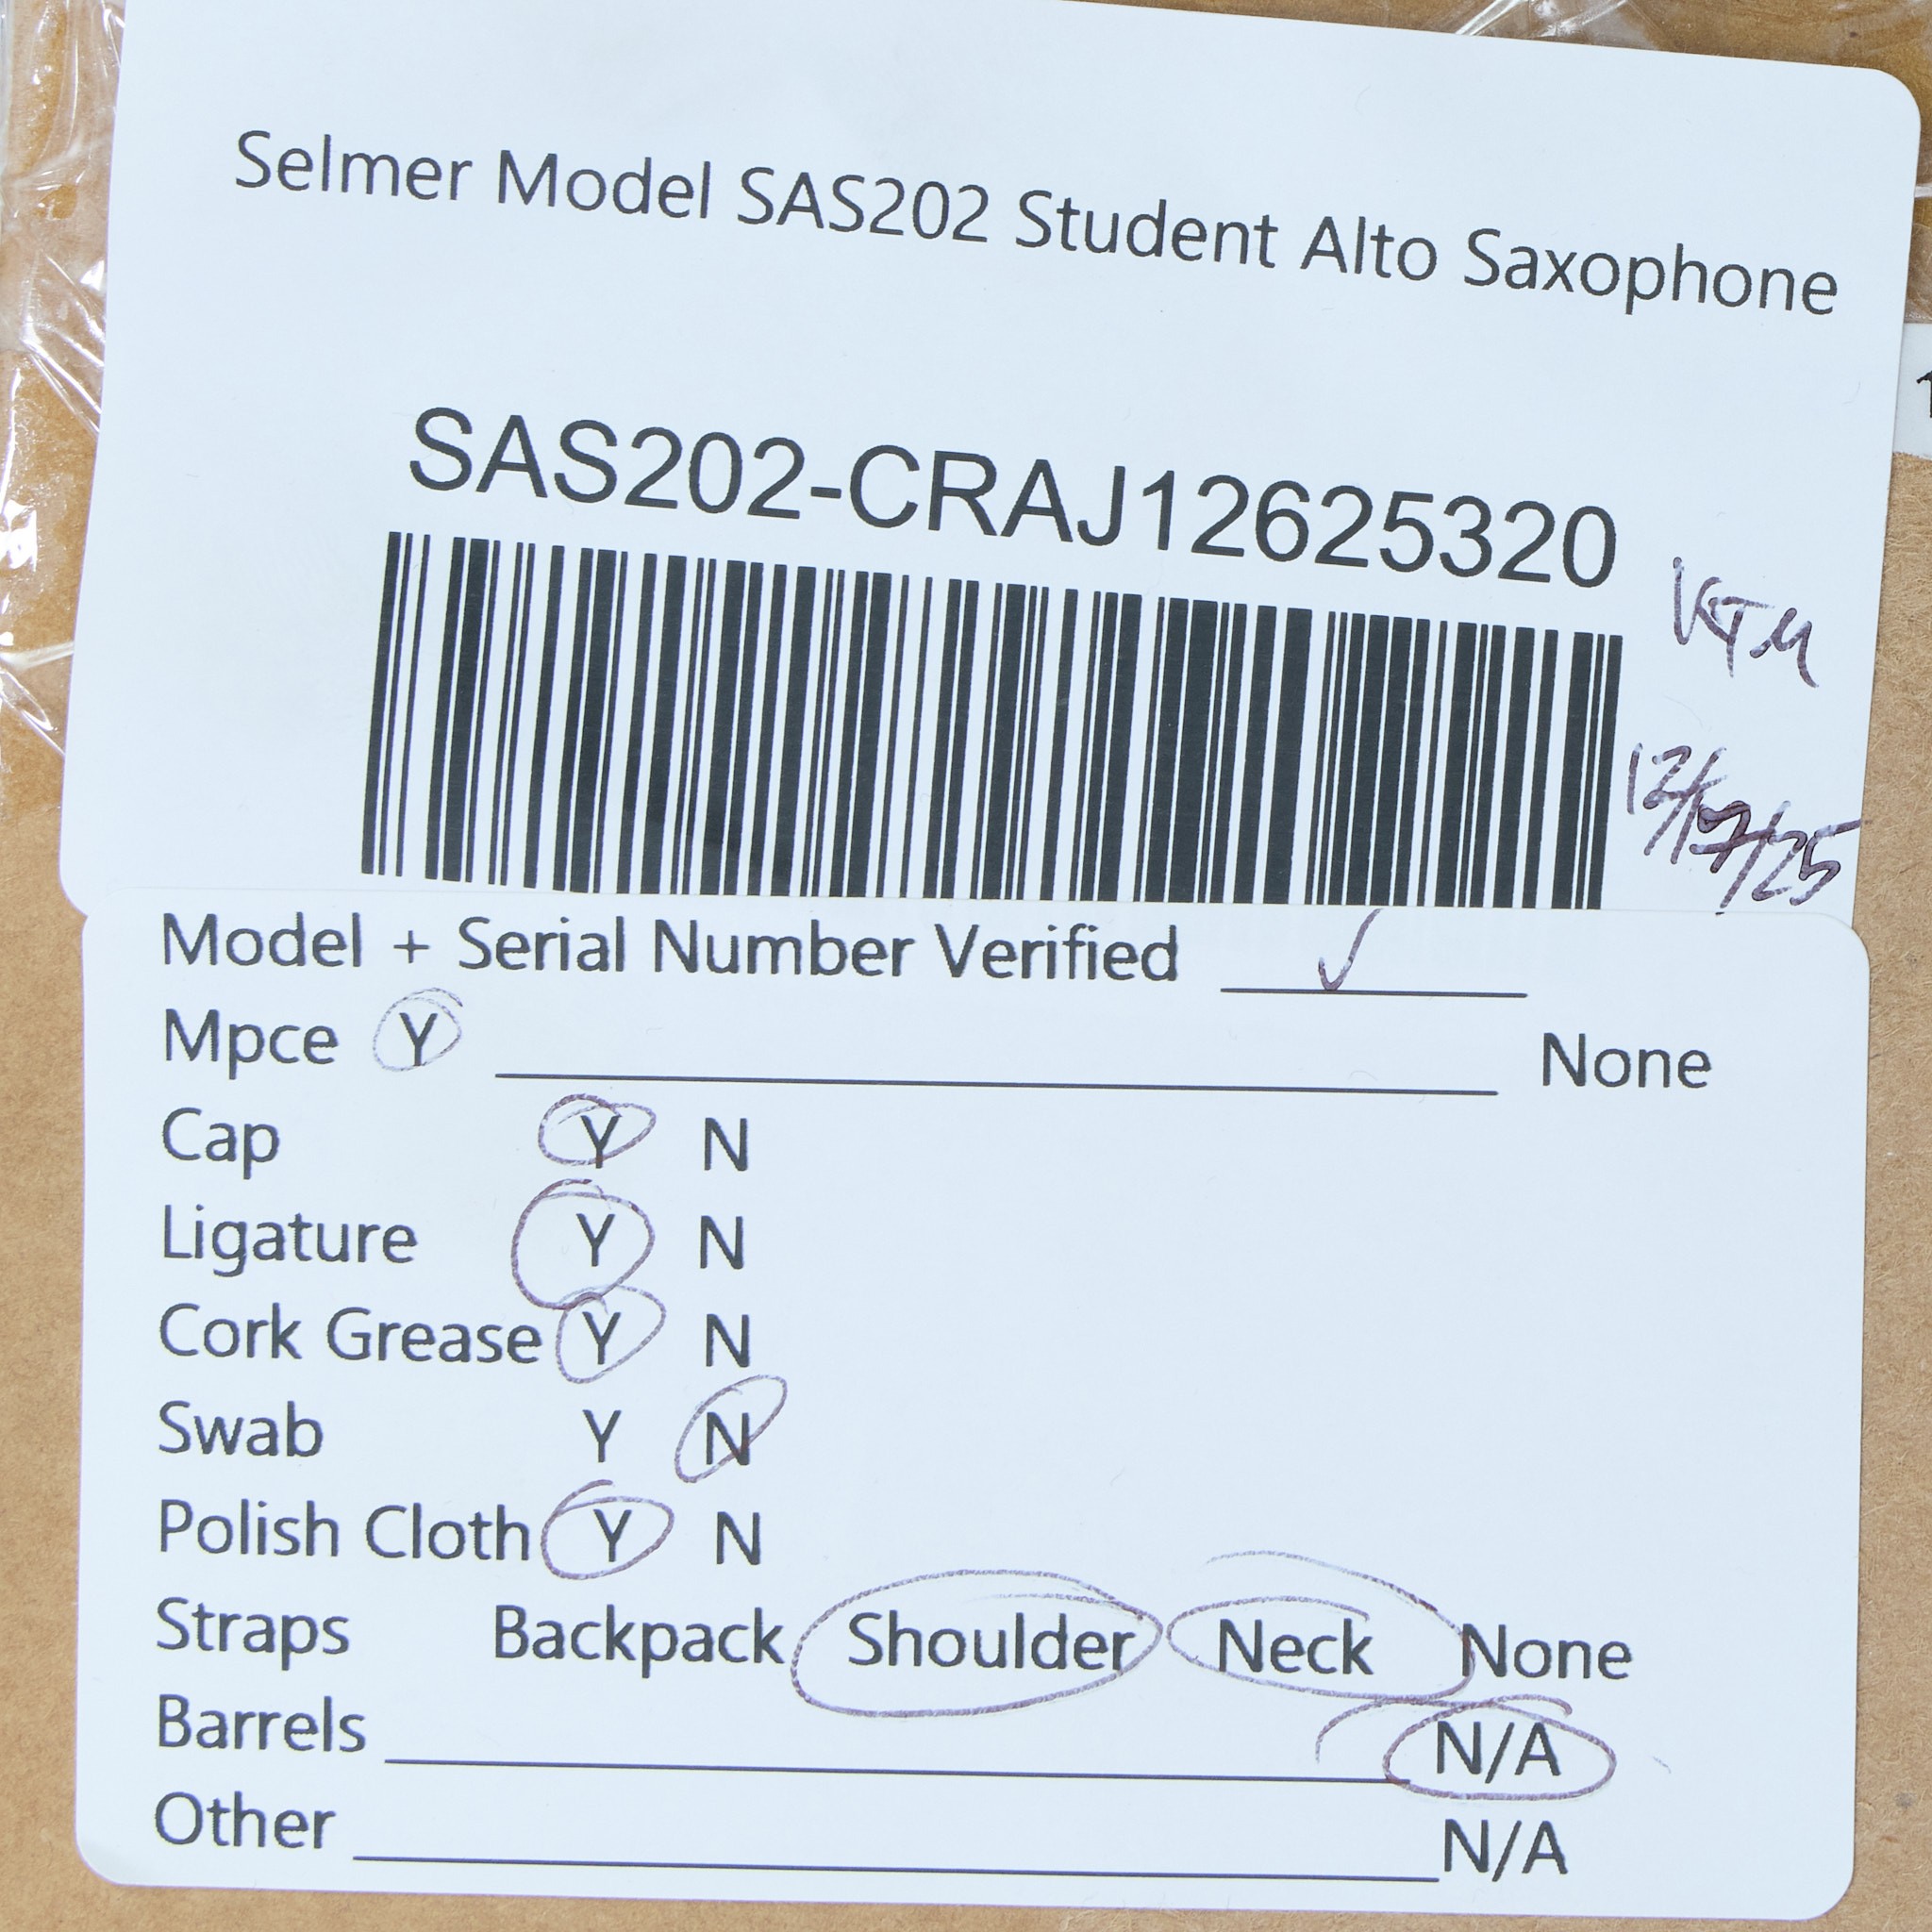 Selmer Model SAS202 Student Alto Saxophone
SAS202-CRAJ12625320
KTM
Model + Serial Number Verified
Mpce Y None
Cap Y N
Ligature Y N
Cork Grease Y N
Swab Y N
Polish Cloth Y N
Straps Backpack Shoulder Neck None
Barrels N/A
Other N/A